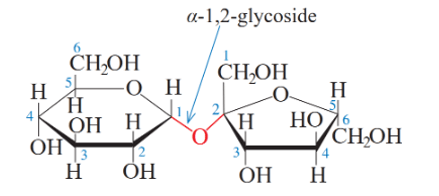 α-1,2-glycoside
6 1
CH₂OH CH₂OH
H 5 O H O H
4 H 1 2 5
OH H H HO 6
OH 3 2 O 3 4 CH₂OH
H OH OH H